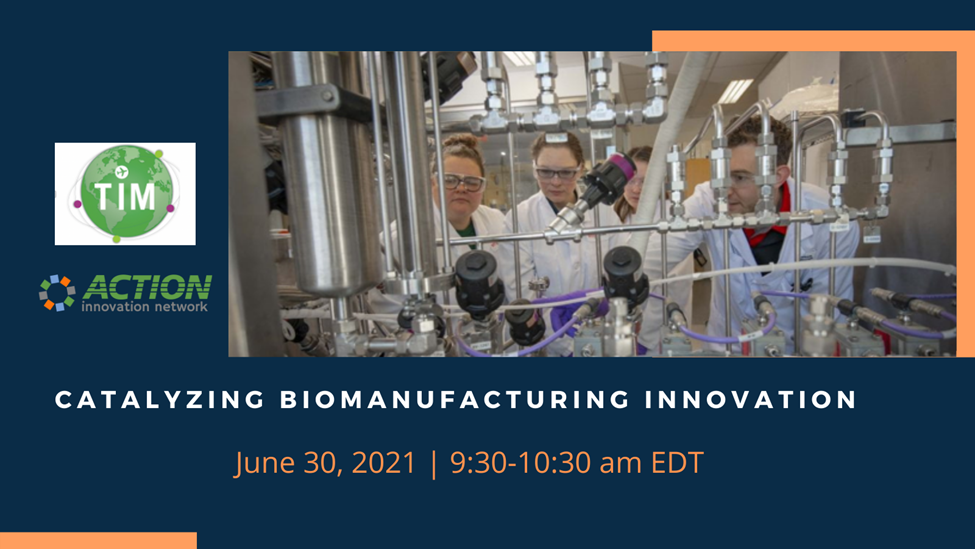 TIM
ACTION
innovation network
CATALYZING BIOMANUFACTURING INNOVATION
June 30, 2021 | 9:30-10:30 am EDT